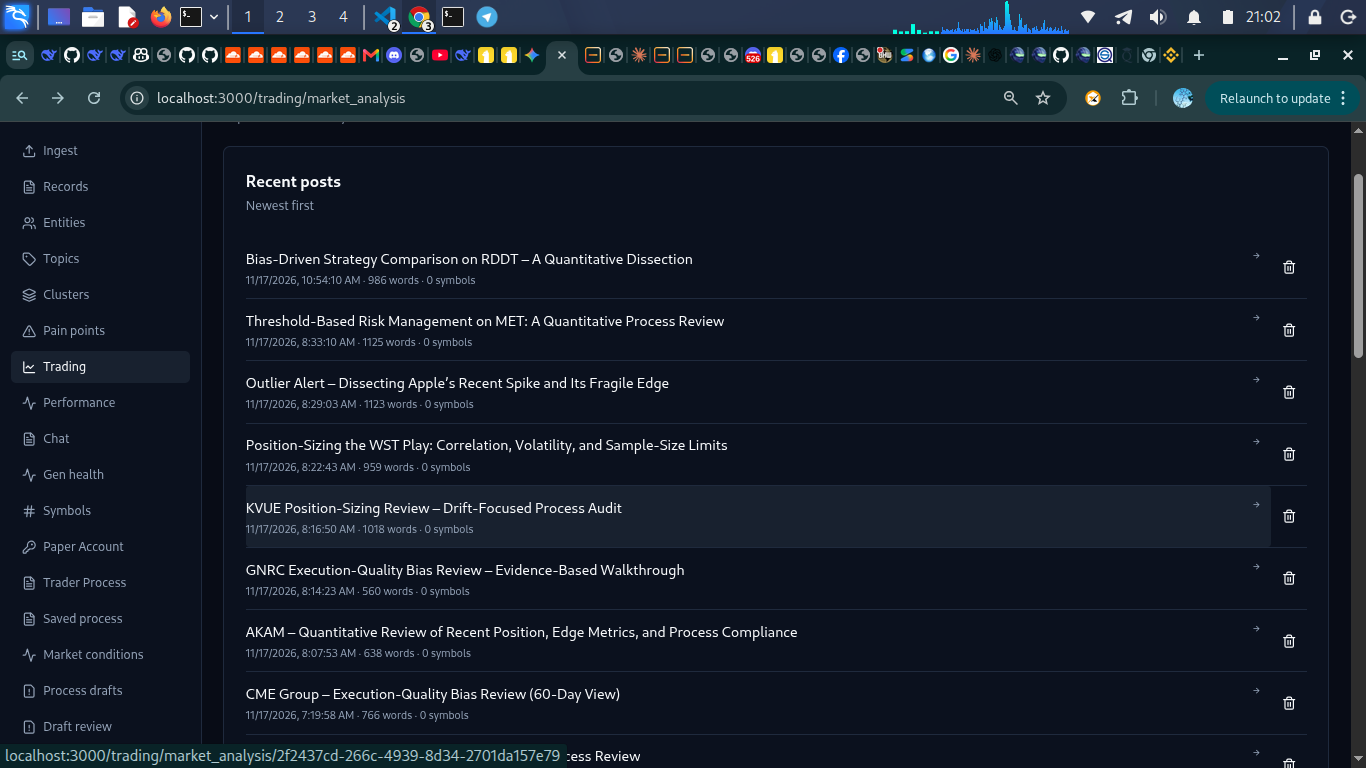 1
2
3
4
2
3
21:02
526
localhost:3000/trading/market_analysis
Relaunch to update
Ingest
Records
Entities
Topics
Clusters
Pain points
Trading
Performance
Chat
Gen health
Symbols
Paper Account
Trader Process
Saved process
Market conditions
Process drafts
Draft review
Recent posts
Newest first
Bias-Driven Strategy Comparison on RDDT – A Quantitative Dissection
11/17/2026, 10:54:10 AM · 986 words · 0 symbols
Threshold-Based Risk Management on MET: A Quantitative Process Review
11/17/2026, 8:33:10 AM · 1125 words · 0 symbols
Outlier Alert – Dissecting Apple’s Recent Spike and Its Fragile Edge
11/17/2026, 8:29:03 AM · 1123 words · 0 symbols
Position-Sizing the WST Play: Correlation, Volatility, and Sample-Size Limits
11/17/2026, 8:22:43 AM · 959 words · 0 symbols
KVUE Position-Sizing Review – Drift-Focused Process Audit
11/17/2026, 8:16:50 AM · 1018 words · 0 symbols
GNRC Execution-Quality Bias Review – Evidence-Based Walkthrough
11/17/2026, 8:14:23 AM · 560 words · 0 symbols
AKAM – Quantitative Review of Recent Position, Edge Metrics, and Process Compliance
11/17/2026, 8:07:53 AM · 638 words · 0 symbols
CME Group – Execution-Quality Bias Review (60-Day View)
11/17/2026, 7:19:58 AM · 766 words · 0 symbols
cess Review
localhost:3000/trading/market_analysis/2f2437cd-266c-4939-8d34-2701da157e79